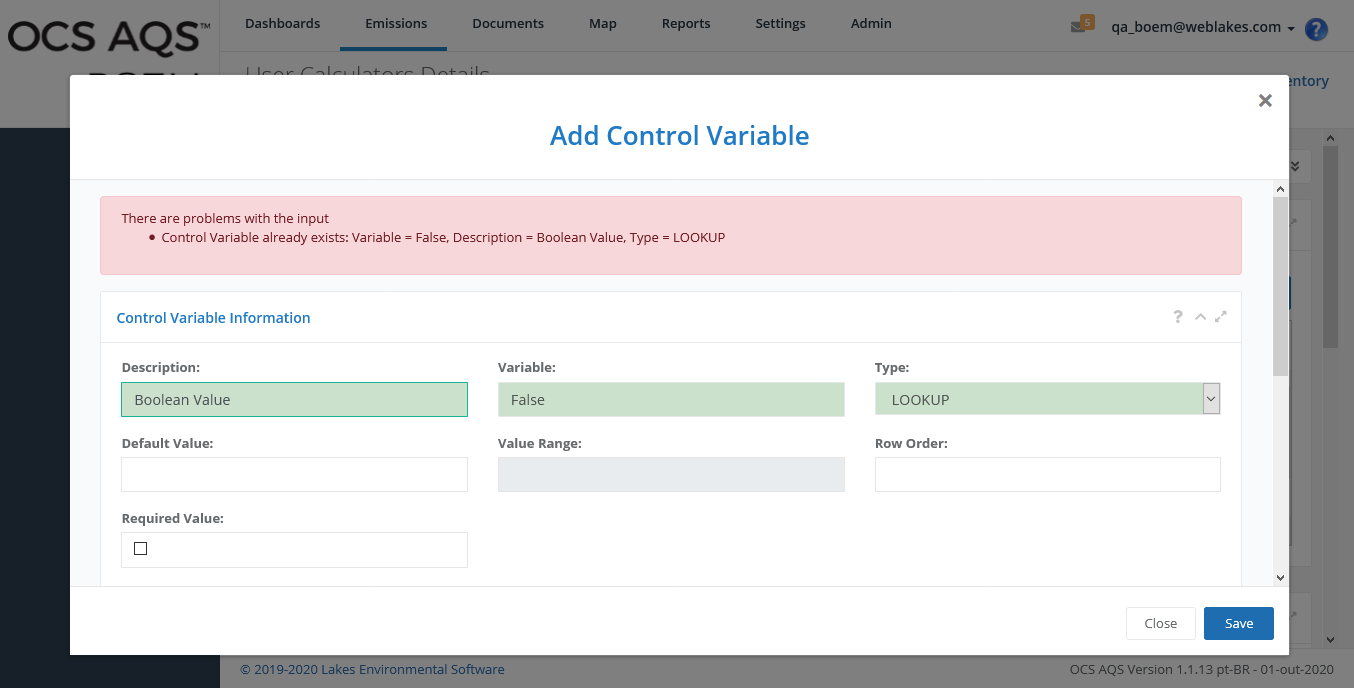 OCS AQS™
Dashboards Emissions Documents Map Reports Settings Admin
5
qa_boem@weblakes.com
?
User Calculators Details
entory
×
Add Control Variable
There are problems with the input
• Control Variable already exists: Variable = False, Description = Boolean Value, Type = LOOKUP
Control Variable Information
?
Description: Variable: Type:
Boolean Value False LOOKUP
Default Value: Value Range: Row Order:
Required Value:
Close Save
© 2019-2020 Lakes Environmental Software
OCS AQS Version 1.1.13 pt-BR - 01-out-2020